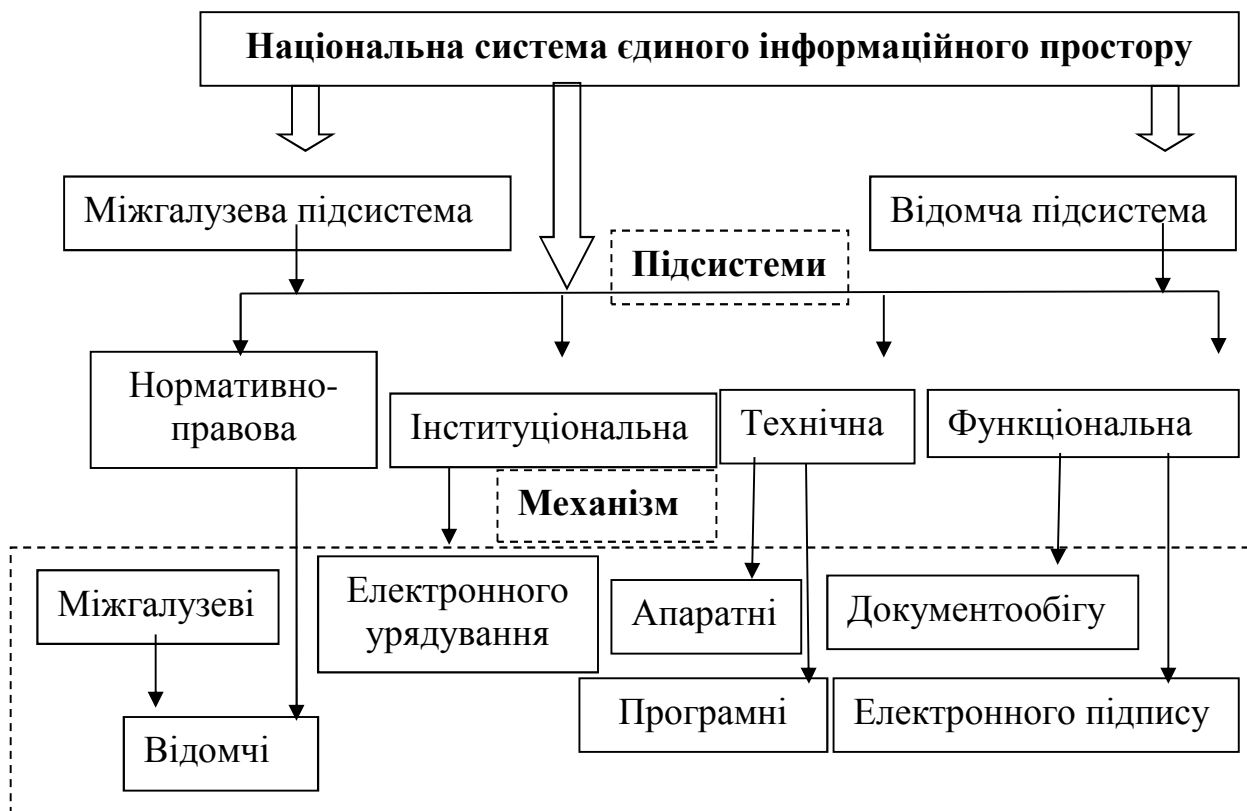 Національна система єдиного інформаційного простору
Міжгалузева підсистема
Відомча підсистема
Підсистеми
Нормативно-
правова
Інституціональна
Технічна
Функціональна
Механізм
Міжгалузеві
Електронного
урядування
Апаратні
Документообігу
Відомчі
Програмні
Електронного підпису